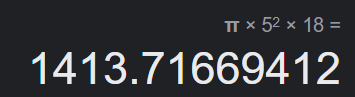 π × 5² × 18 =
1413.71669412